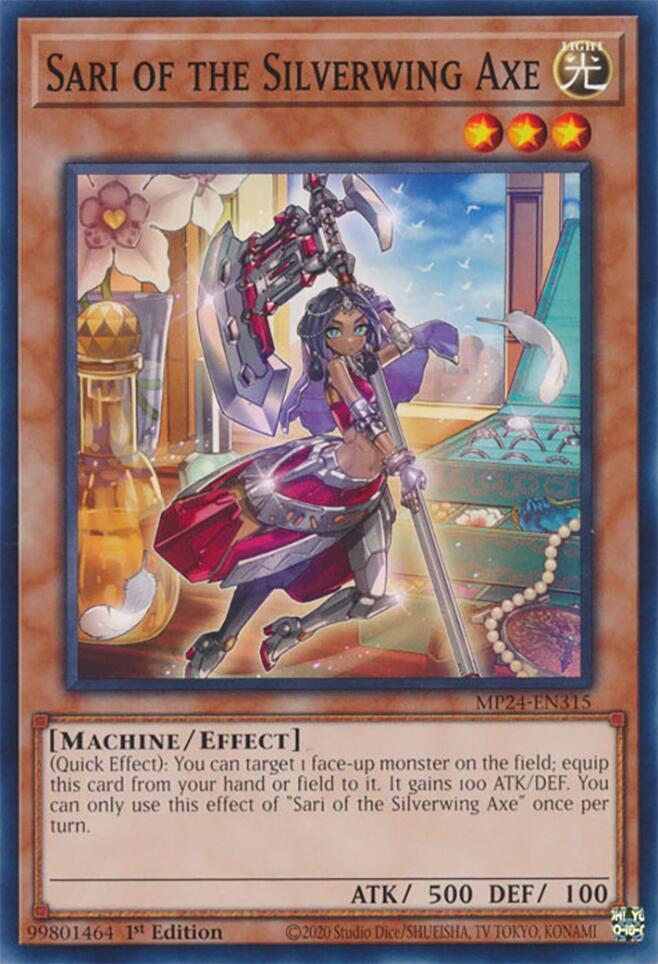 Sari of the Silverwing Axe
LIGHT
光
MP24-EN315
[Machine/Effect]
(Quick Effect): You can target 1 face-up monster on the field; equip
this card from your hand or field to it. It gains 100 ATK/DEF. You
can only use this effect of "Sari of the Silverwing Axe" once per
turn.
ATK/ 500 DEF/ 100
99801464 1st Edition
©2020 Studio Dice/SHUEISHA, TV TOKYO, KONAMI